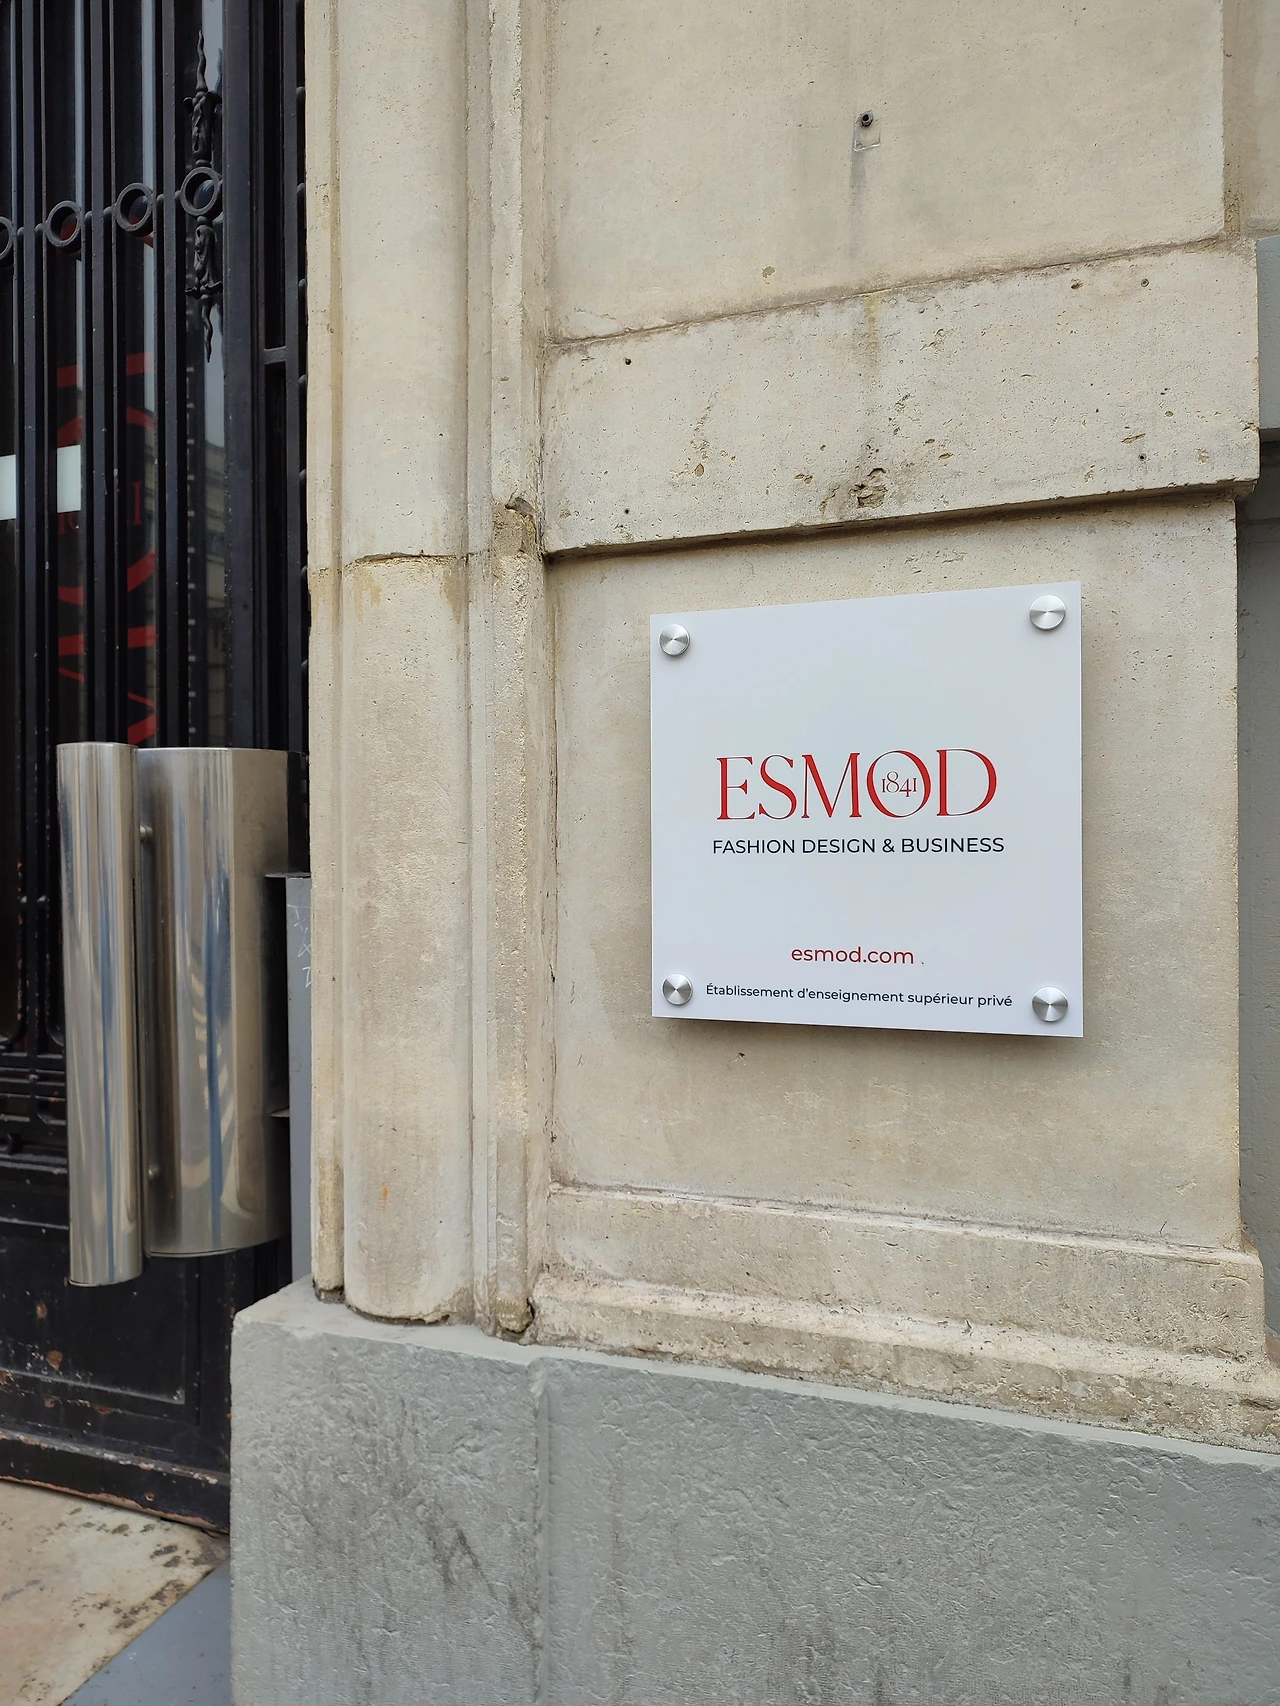 ESMOD
1841
FASHION DESIGN & BUSINESS
esmod.com
Établissement d'enseignement supérieur privé